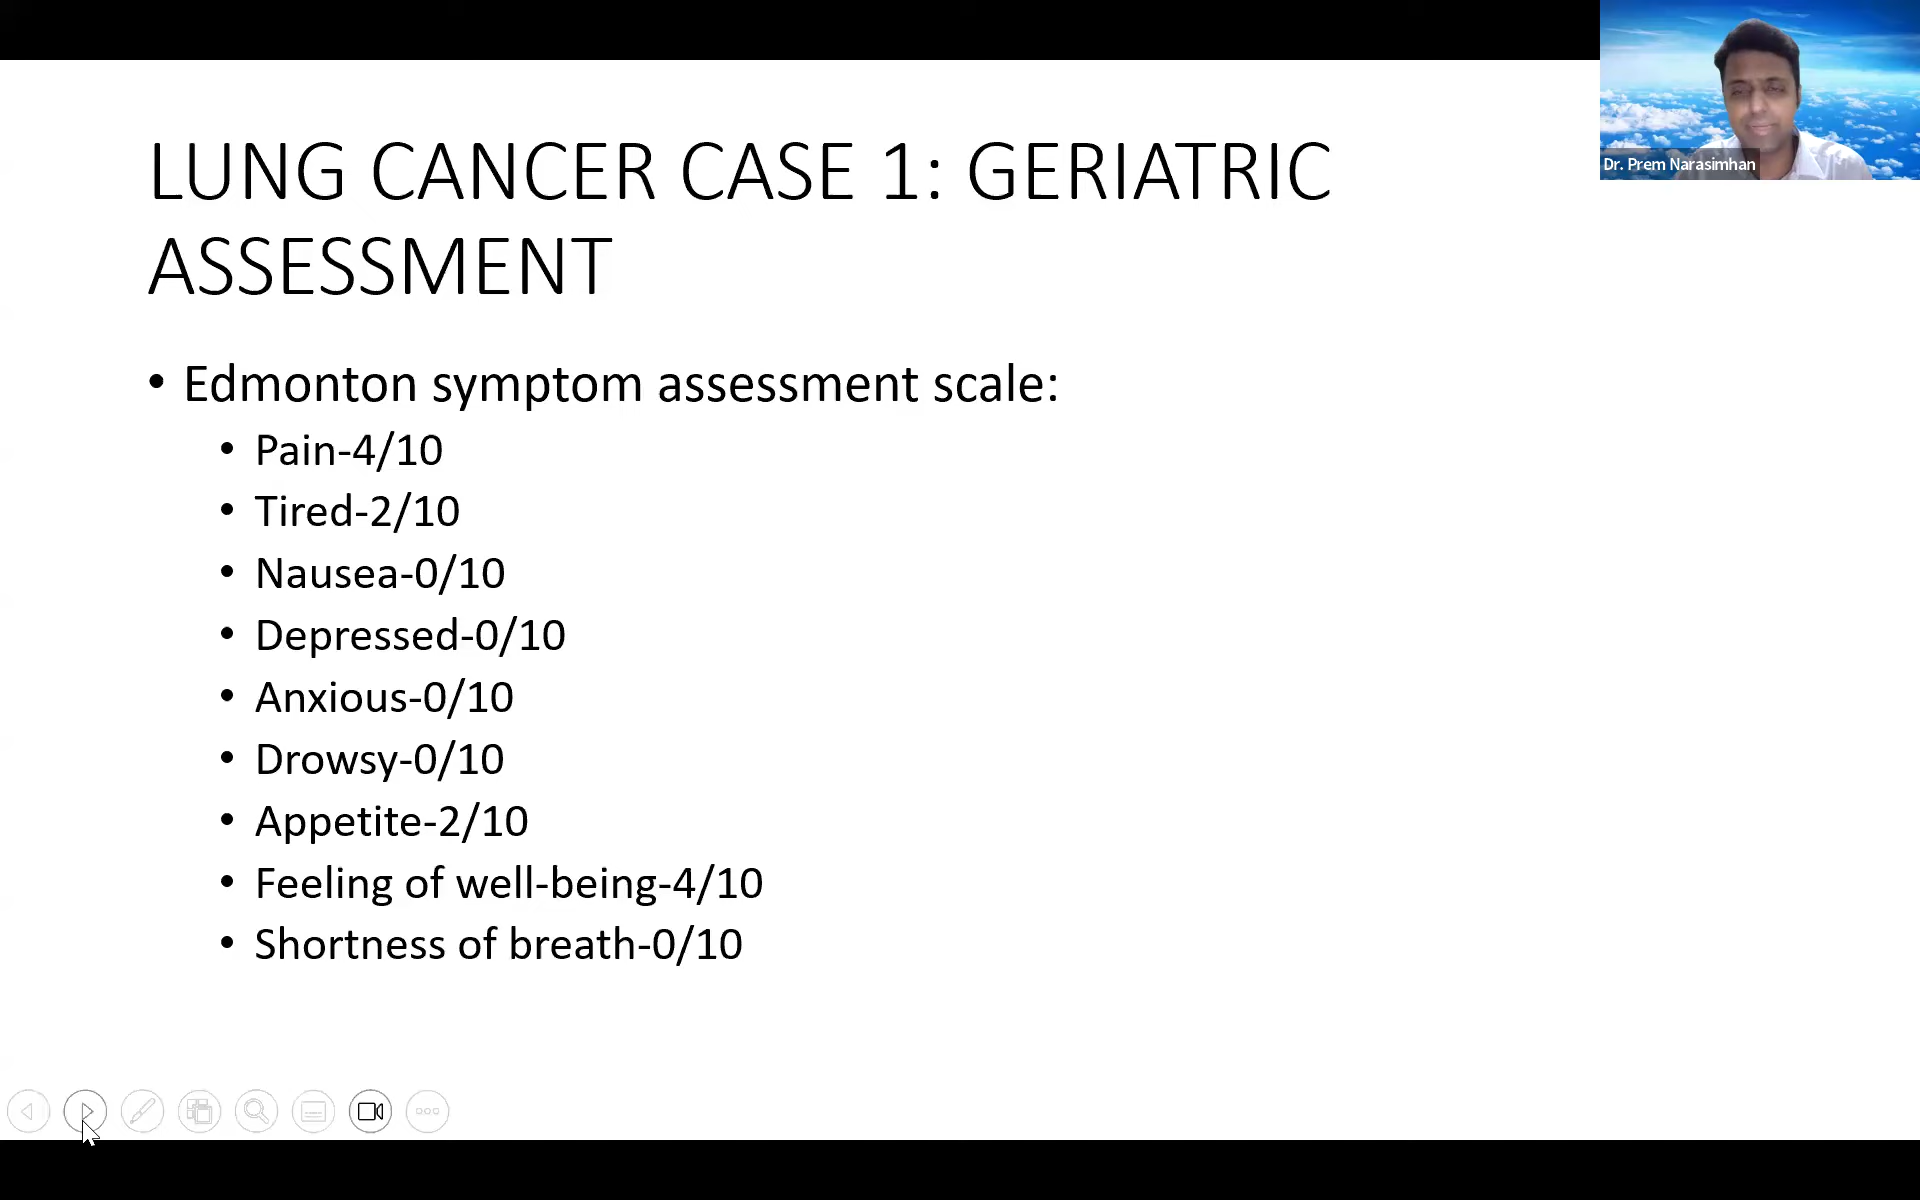 LUNG CANCER CASE 1: GERIATRIC
ASSESSMENT
Dr. Prem Narasimhan
• Edmonton symptom assessment scale:
• Pain-4/10
• Tired-2/10
• Nausea-0/10
• Depressed-0/10
• Anxious-0/10
• Drowsy-0/10
• Appetite-2/10
• Feeling of well-being-4/10
• Shortness of breath-0/10